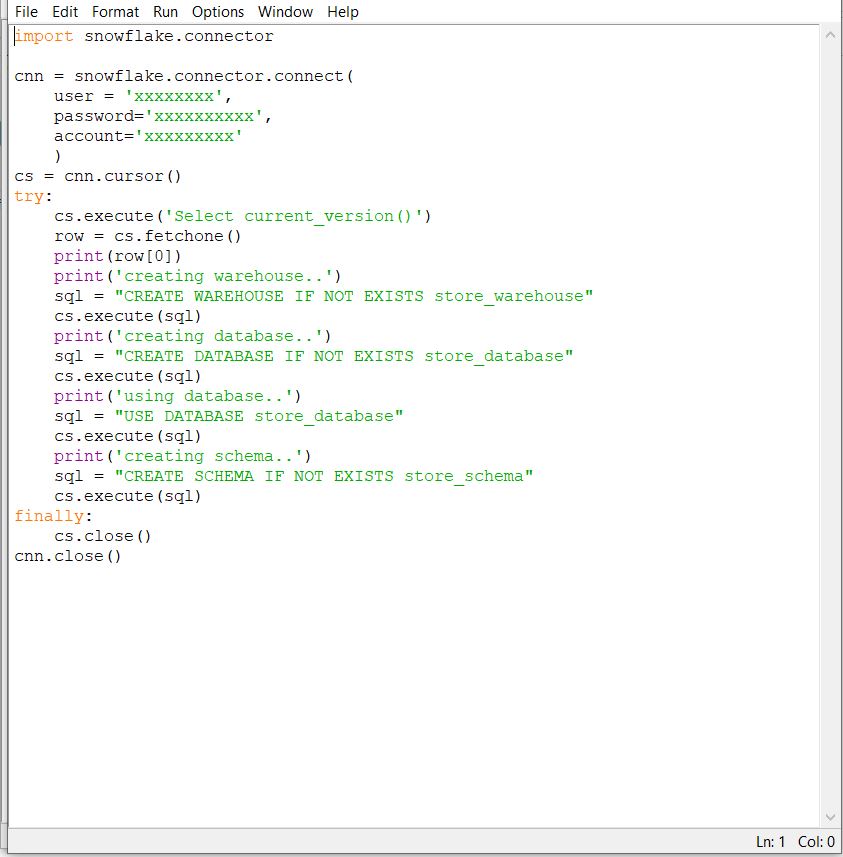 File Edit Format Run Options Window Help
import snowflake.connector

cnn = snowflake.connector.connect(
    user = 'xxxxxxxx',
    password='xxxxxxxxxx',
    account='xxxxxxxxx'
    )
cs = cnn.cursor()
try:
    cs.execute('Select current_version()')
    row = cs.fetchone()
    print(row[0])
    print('creating warehouse..')
    sql = "CREATE WAREHOUSE IF NOT EXISTS store_warehouse"
    cs.execute(sql)
    print('creating database..')
    sql = "CREATE DATABASE IF NOT EXISTS store_database"
    cs.execute(sql)
    print('using database..')
    sql = "USE DATABASE store_database"
    cs.execute(sql)
    print('creating schema..')
    sql = "CREATE SCHEMA IF NOT EXISTS store_schema"
    cs.execute(sql)
finally:
    cs.close()
cnn.close()
Ln: 1 Col: 0